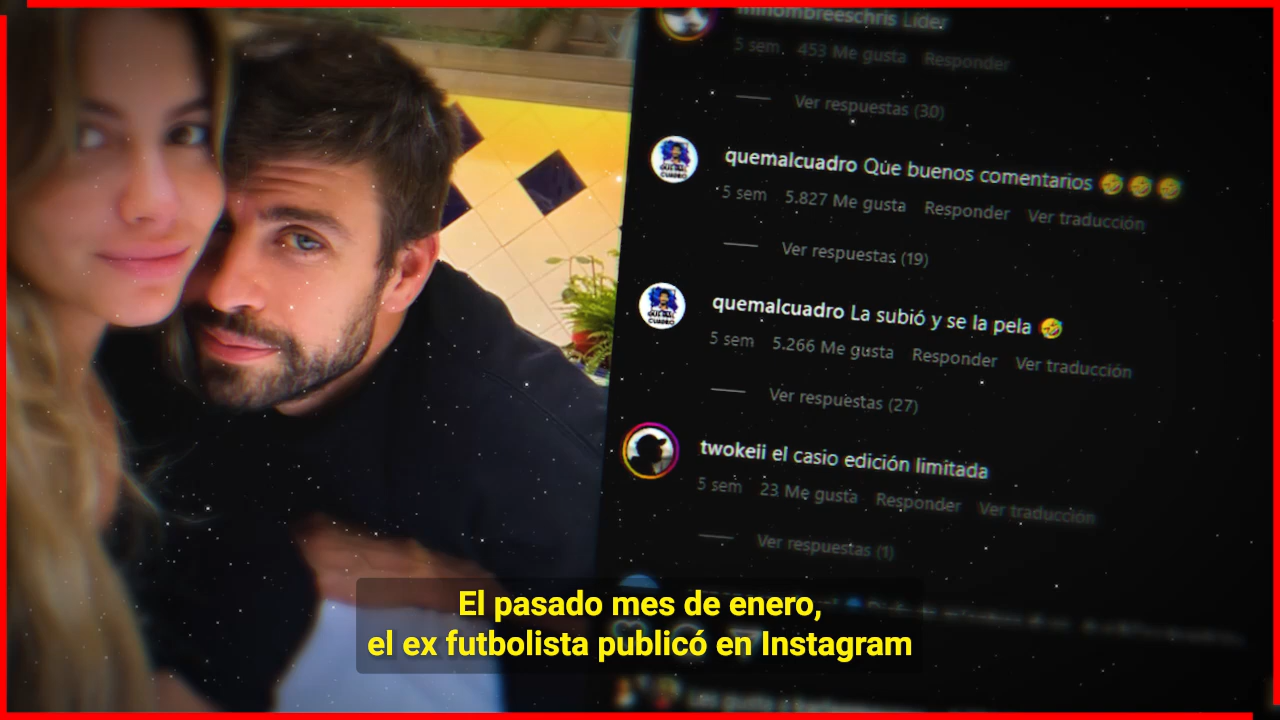 minombreeschris Líder
5 sem 453 Me gusta Responder
Ver respuestas (30)
quemalcuadro Que buenos comentarios 🤣🤣🤣
5 sem 5.827 Me gusta Responder Ver traducción
Ver respuestas (19)
quemalcuadro La subió y se la pela 🤣
5 sem 5.266 Me gusta Responder Ver traducción
Ver respuestas (27)
twokeii el casio edición limitada
5 sem 23 Me gusta Responder Ver traducción
Ver respuestas (1)
El pasado mes de enero,
el ex futbolista publicó en Instagram